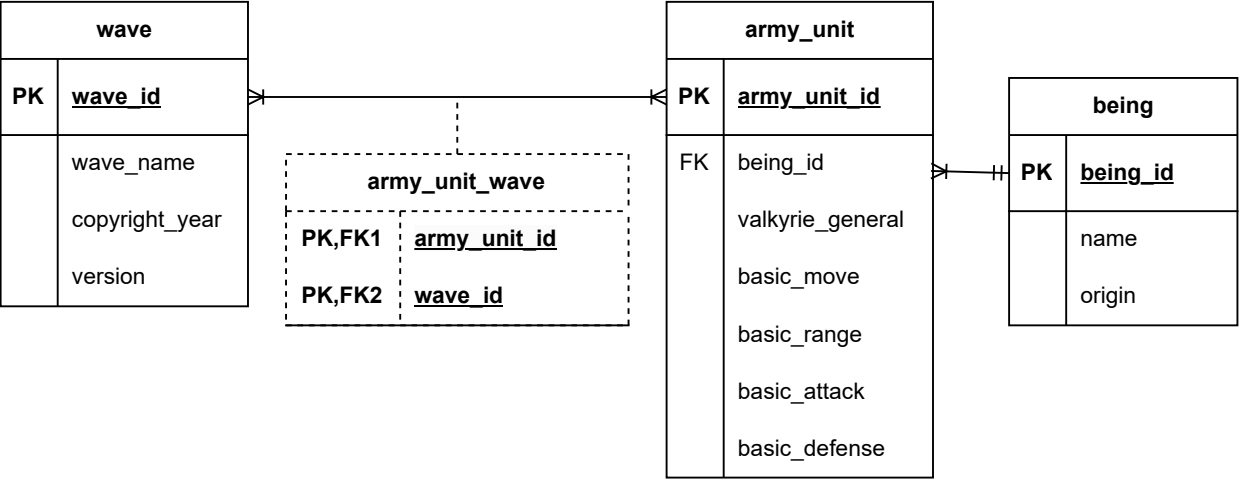 wave
PK wave_id
wave_name
copyright_year
version
army_unit_wave
PK,FK1 army_unit_id
PK,FK2 wave_id
army_unit
PK army_unit_id
FK being_id
valkyrie_general
basic_move
basic_range
basic_attack
basic_defense
being
PK being_id
name
origin